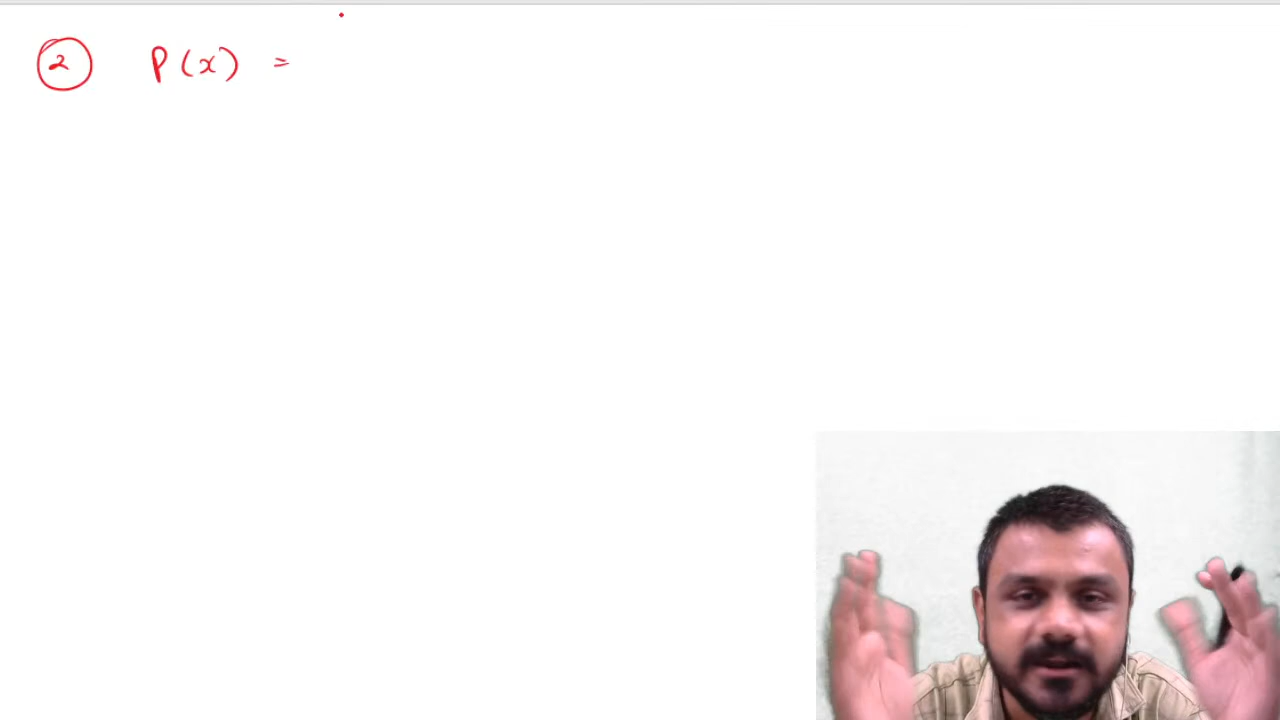 ② P(x) =